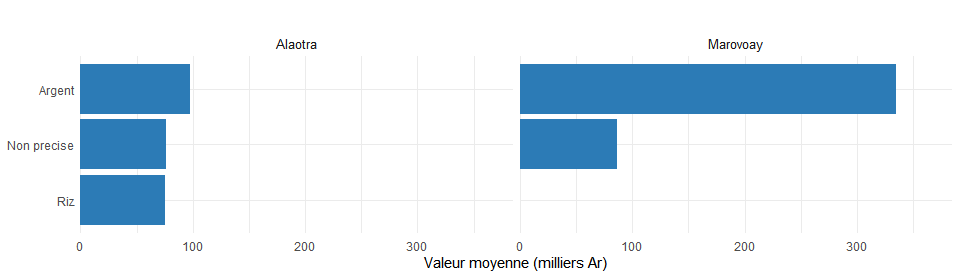 Alaotra Marovoay
Argent
Non precise
Riz
0 100 200 300 0 100 200 300
Valeur moyenne (milliers Ar)